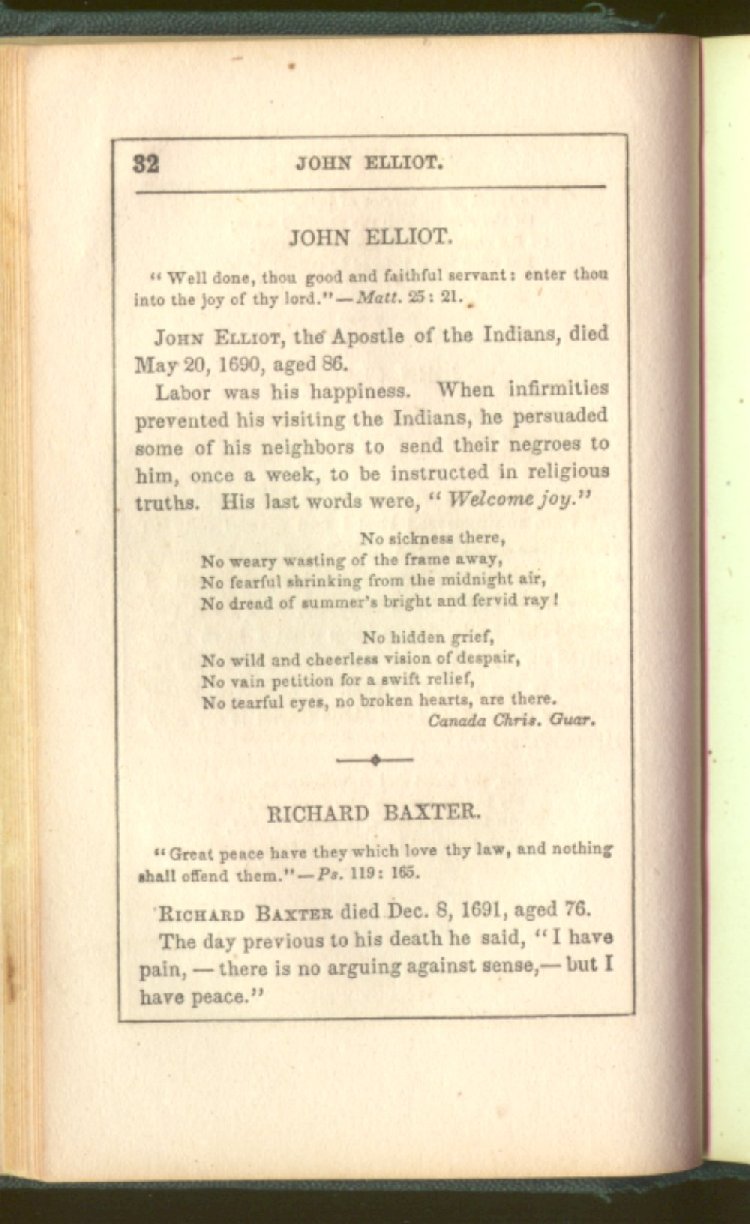 32 JOHN ELLIOT.
JOHN ELLIOT.
“Well done, thou good and faithful servant: enter thou
into the joy of thy lord.”—Matt. 25: 21.
JOHN ELLIOT, the Apostle of the Indians, died
May 20, 1690, aged 86.
Labor was his happiness. When infirmities
prevented his visiting the Indians, he persuaded
some of his neighbors to send their negroes to
him, once a week, to be instructed in religious
truths. His last words were, “Welcome joy.”
No sickness there,
No weary wasting of the frame away,
No fearful shrinking from the midnight air,
No dread of summer’s bright and fervid ray!
No hidden grief,
No wild and cheerless vision of despair,
No vain petition for a swift relief,
No tearful eyes, no broken hearts, are there.
Canada Chris. Guar.
RICHARD BAXTER.
“Great peace have they which love thy law, and nothing
shall offend them.”—Ps. 119: 165.
RICHARD BAXTER died Dec. 8, 1691, aged 76.
The day previous to his death he said, “I have
pain, — there is no arguing against sense,— but I
have peace.”